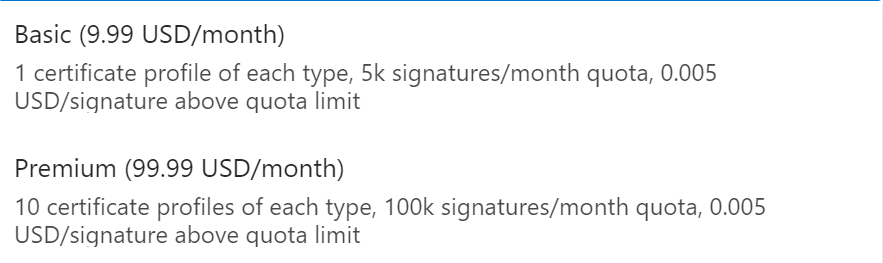 Basic (9.99 USD/month)
1 certificate profile of each type, 5k signatures/month quota, 0.005
USD/signature above quota limit
Premium (99.99 USD/month)
10 certificate profiles of each type, 100k signatures/month quota, 0.005
USD/signature above quota limit